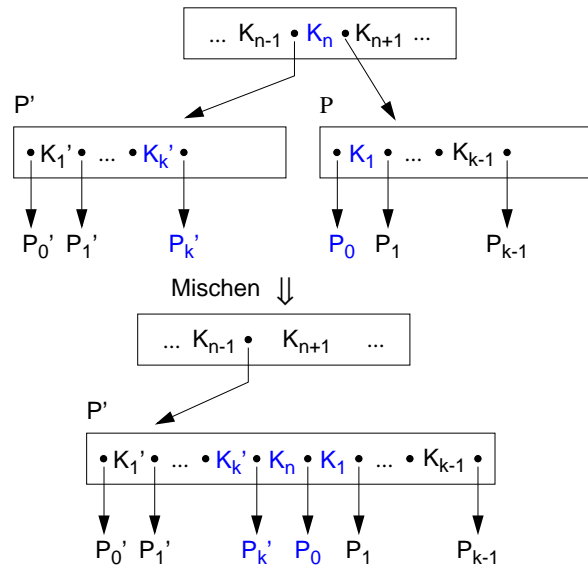 ... K_{n-1} • K_n • K_{n+1} ...
P' P
• K_1' • ... • K_k' • • K_1 • ... • K_{k-1} •
P_0' P_1' P_k' P_0 P_1 P_{k-1}
Mischen ⇓
... K_{n-1} • K_{n+1} ...
P'
• K_1' • ... • K_k' • K_n • K_1 • ... • K_{k-1} •
P_0' P_1' P_k' P_0 P_1 P_{k-1}